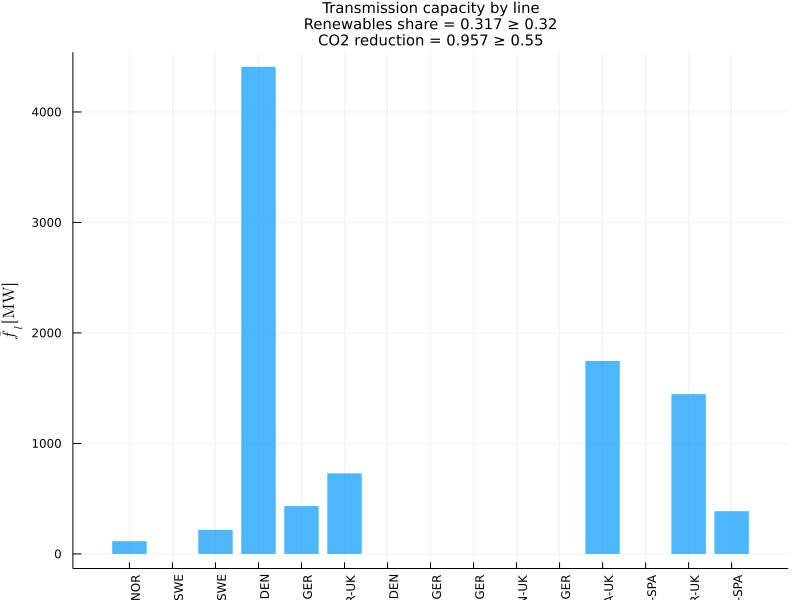 Transmission capacity by line
Renewables share = 0.317 ≥ 0.32
CO2 reduction = 0.957 ≥ 0.55
4000
3000
2000
1000
0
f̄_l [MW]
NOR
SWE
SWE
DEN
GER
R-UK
DEN
GER
GER
N-UK
GER
A-UK
-SPA
R-UK
-SPA